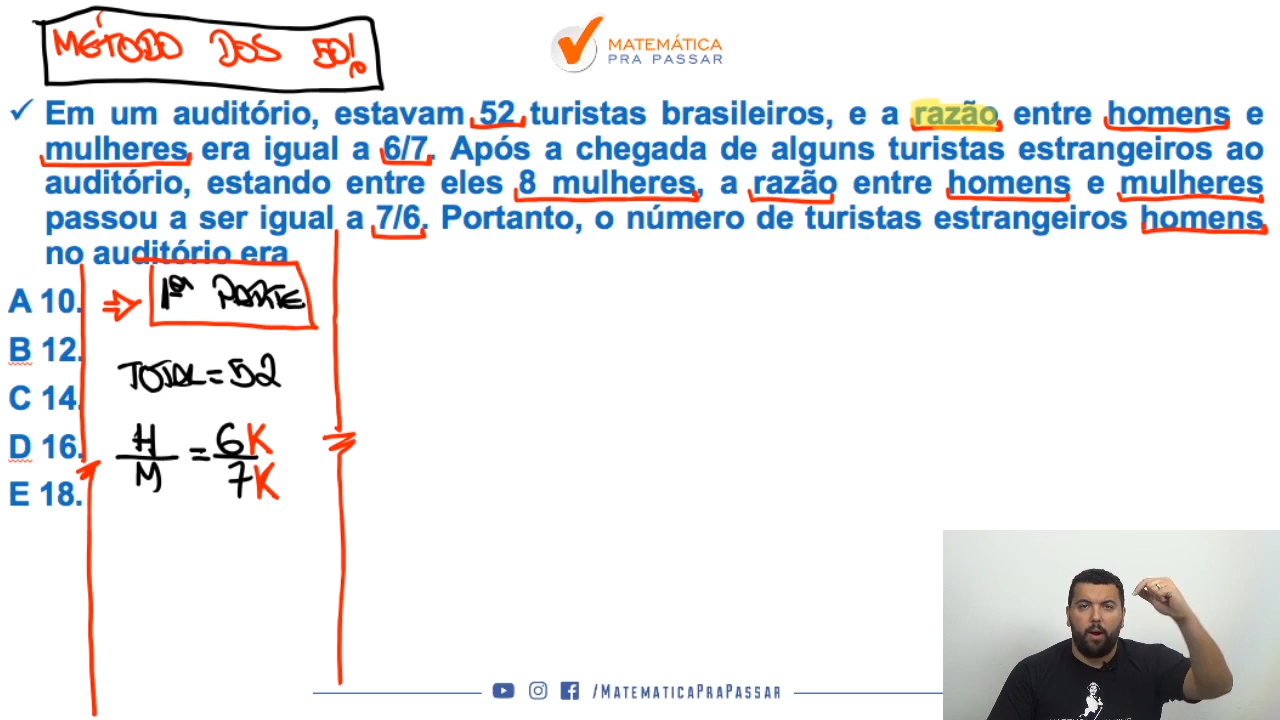 MÉTODO DOS 50!
MATEMÁTICA
PRA PASSAR
✓ Em um auditório, estavam 52 turistas brasileiros, e a razão entre homens e
mulheres era igual a 6/7. Após a chegada de alguns turistas estrangeiros ao
auditório, estando entre eles 8 mulheres, a razão entre homens e mulheres
passou a ser igual a 7/6. Portanto, o número de turistas estrangeiros homens
no auditório era
A 10.
B 12.
C 14.
D 16.
E 18.
⇒ 1ª PARTE
TOTAL = 52
H/M = 6K/7K
/MATEMATICAPRAPASSAR